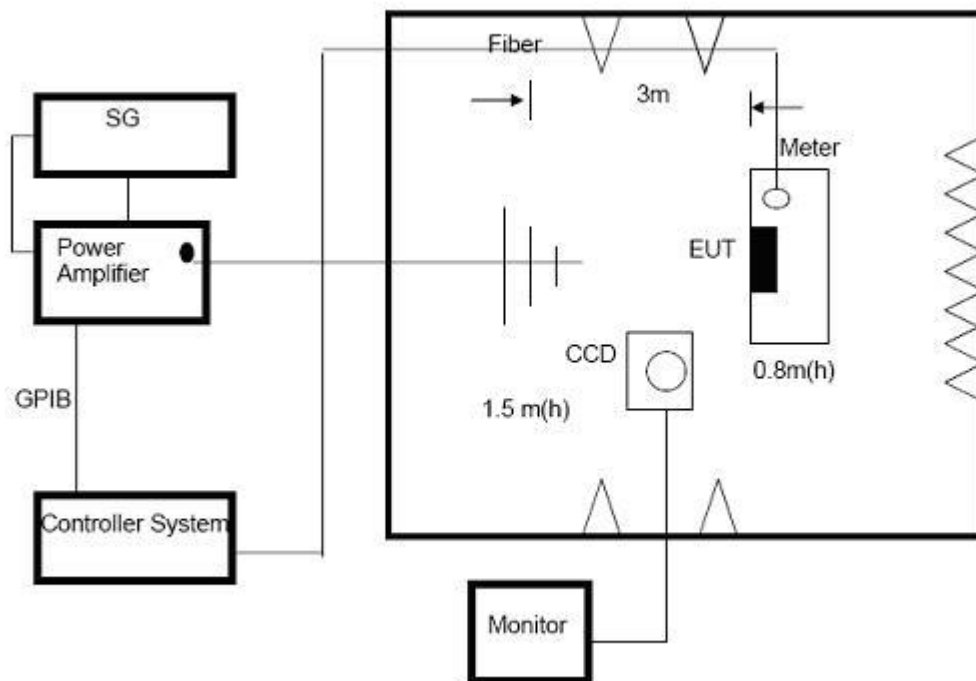 Fiber
3m
SG
Meter
Power
Amplifier
EUT
CCD
0.8m(h)
GPIB
1.5 m(h)
Controller System
Monitor